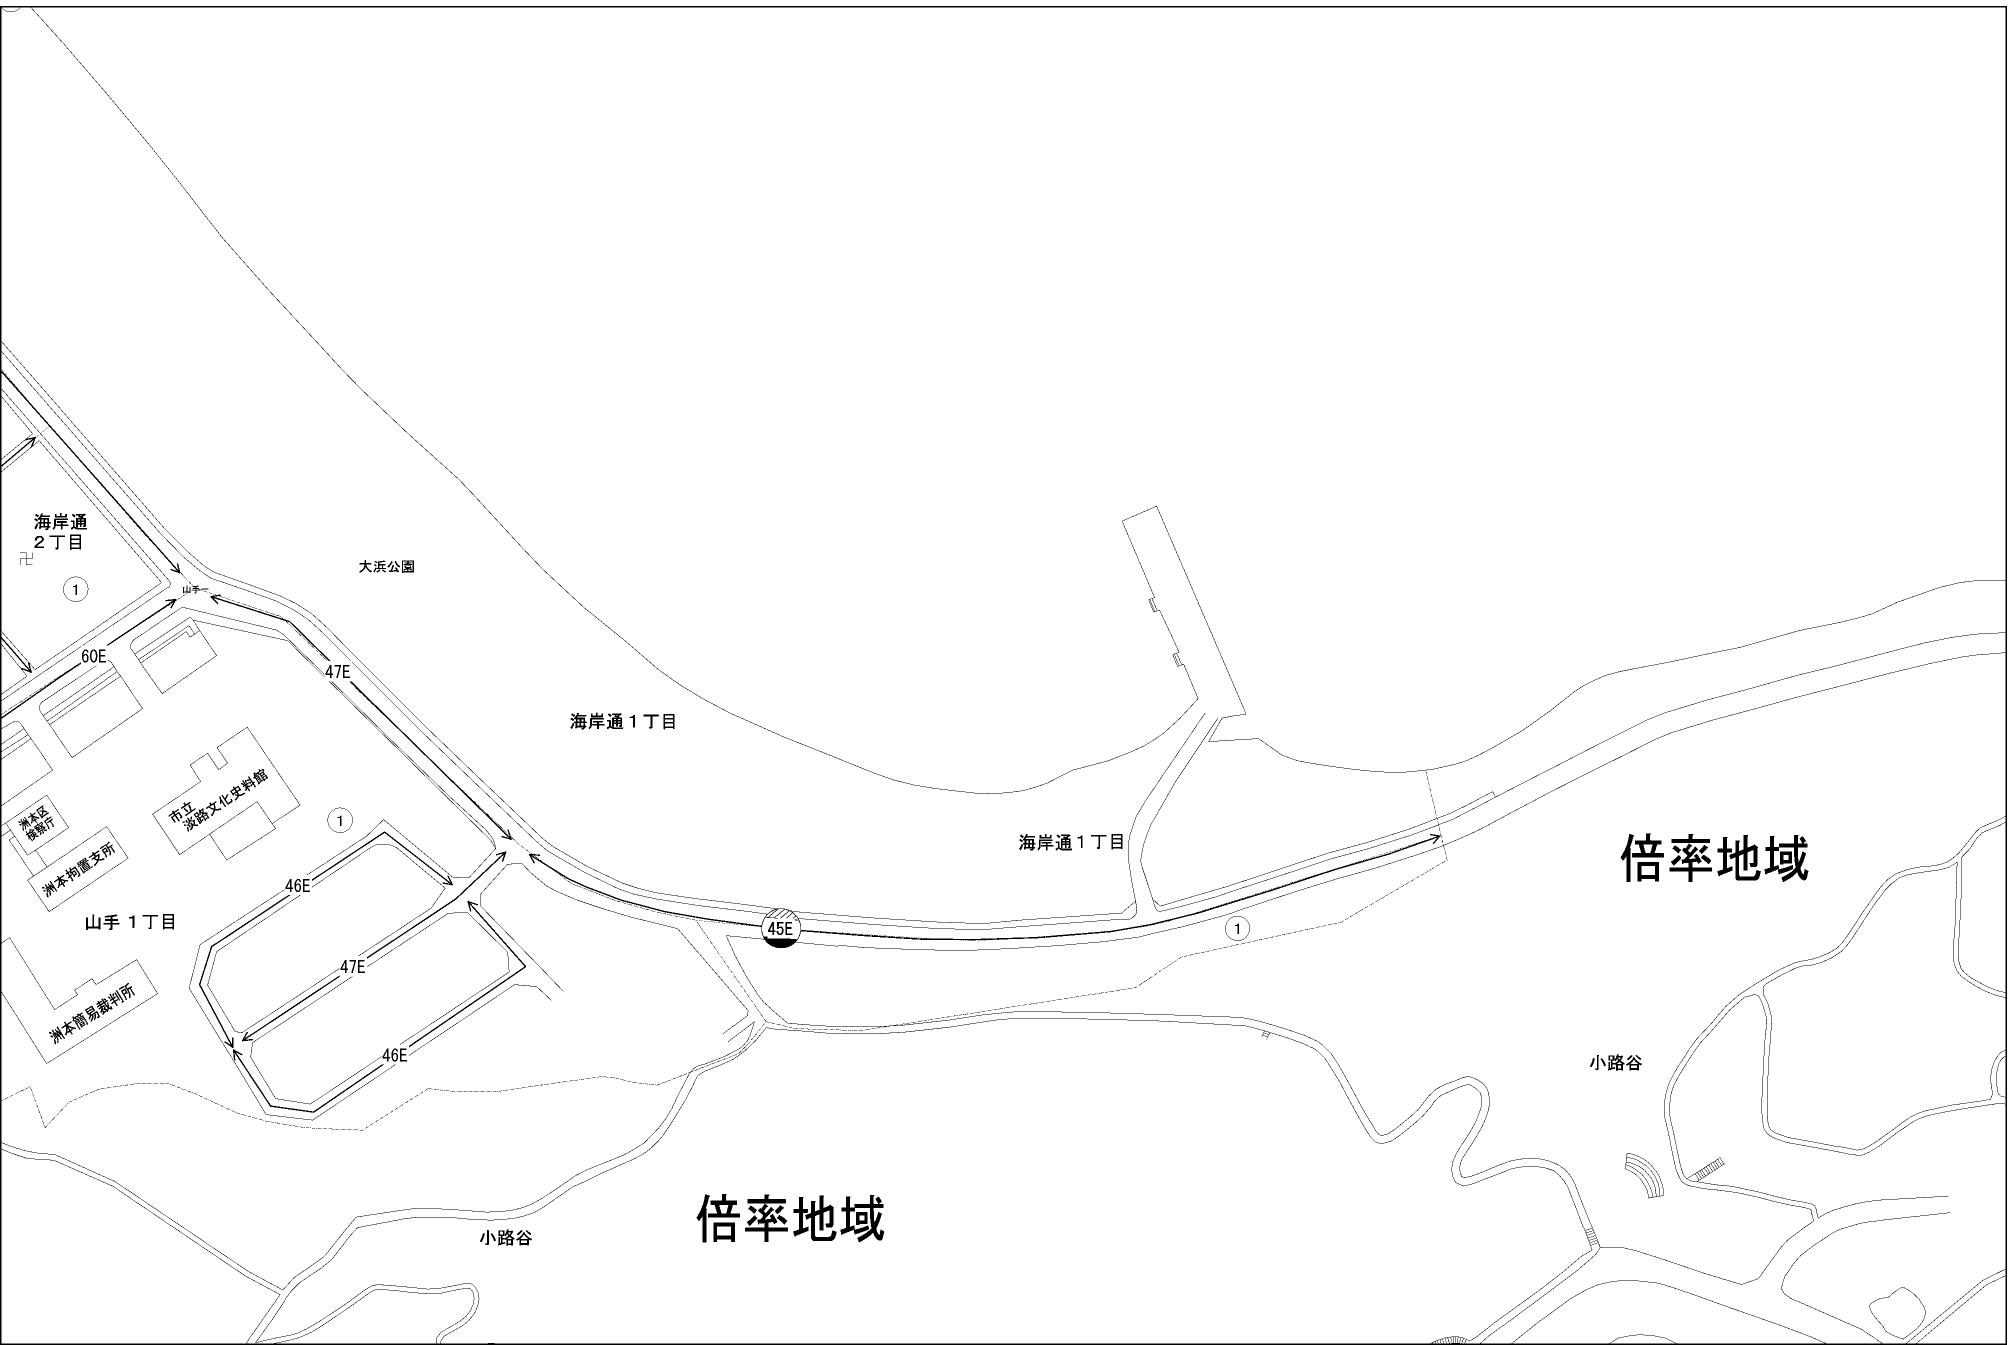 海岸通
2丁目
1
大浜公園
山手一
60E
47E
海岸通1丁目
市立
淡路文化史料館
洲本区
検察庁
1
海岸通1丁目
倍率地域
洲本拘置支所
46E
山手 1丁目
45E
1
47E
洲本簡易裁判所
46E
小路谷
倍率地域
小路谷